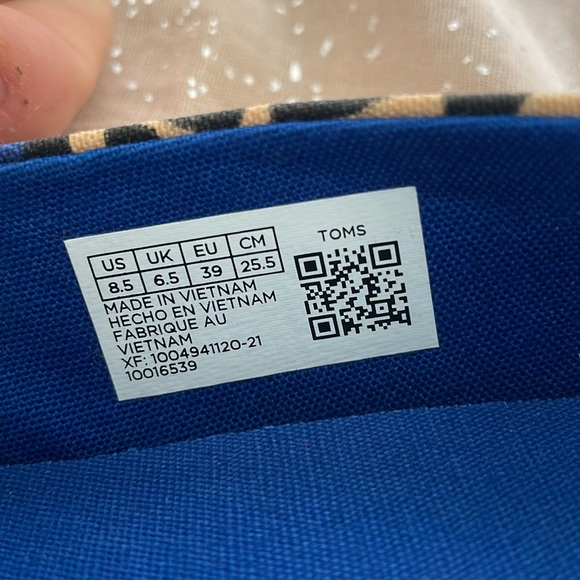 US UK EU CM
8.5 6.5 39 25.5
MADE IN VIETNAM
HECHO EN VIETNAM
FABRIQUE AU
VIETNAM
XF: 1004941120-21
10016539
TOMS